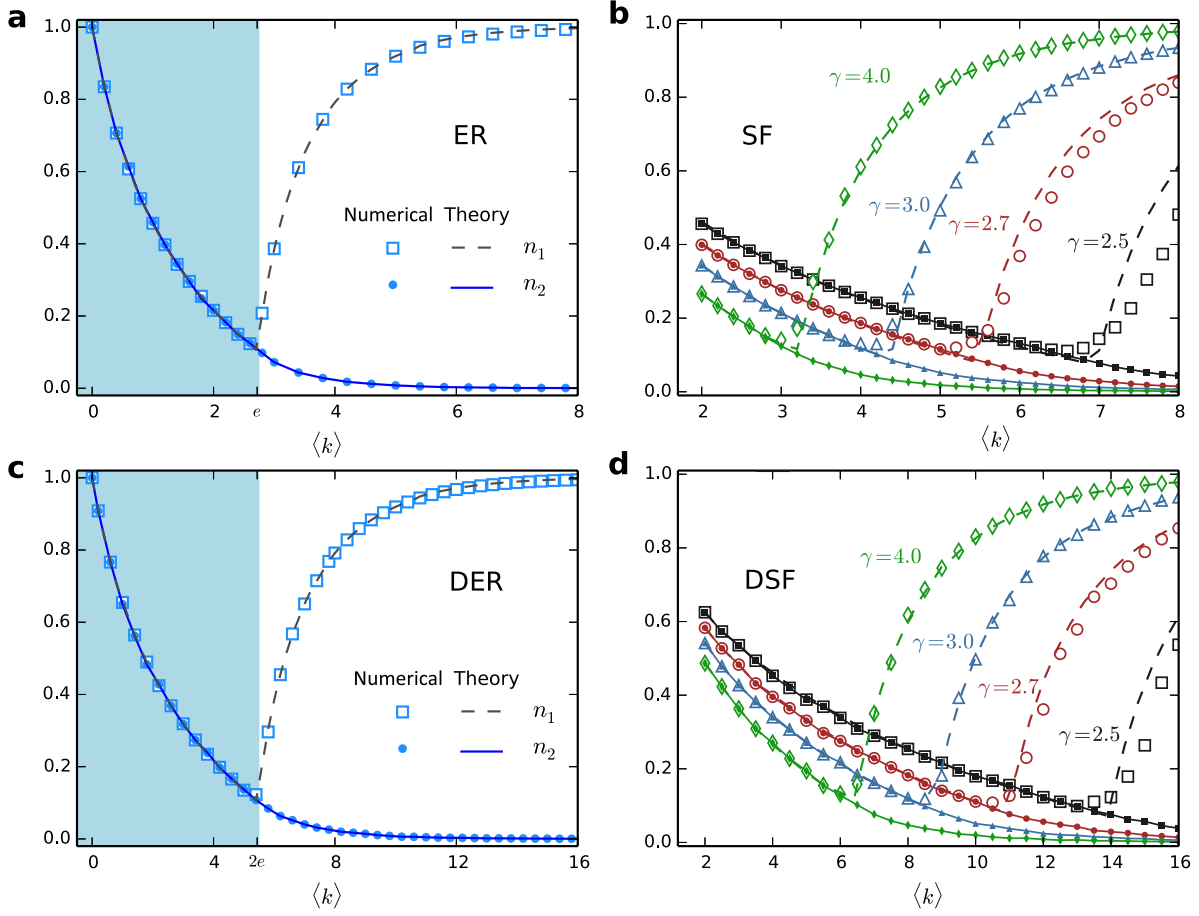 a
1.0
0.8
0.6
0.4
0.2
0.0
ER
Numerical Theory
n1
n2
0 2 e 4 6 8
⟨k⟩
b
1.0
0.8
0.6
0.4
0.2
0.0
γ=4.0
SF
γ=3.0
γ=2.7
γ=2.5
2 3 4 5 6 7 8
⟨k⟩
c
1.0
0.8
0.6
0.4
0.2
0.0
DER
Numerical Theory
n1
n2
0 4 2e 8 12 16
⟨k⟩
d
1.0
0.8
0.6
0.4
0.2
0.0
γ=4.0
DSF
γ=3.0
γ=2.7
γ=2.5
2 4 6 8 10 12 14 16
⟨k⟩